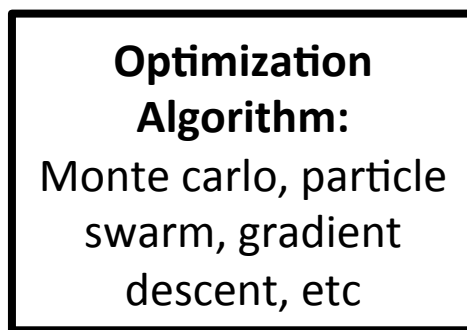 Optimization
Algorithm:
Monte carlo, particle
swarm, gradient
descent, etc